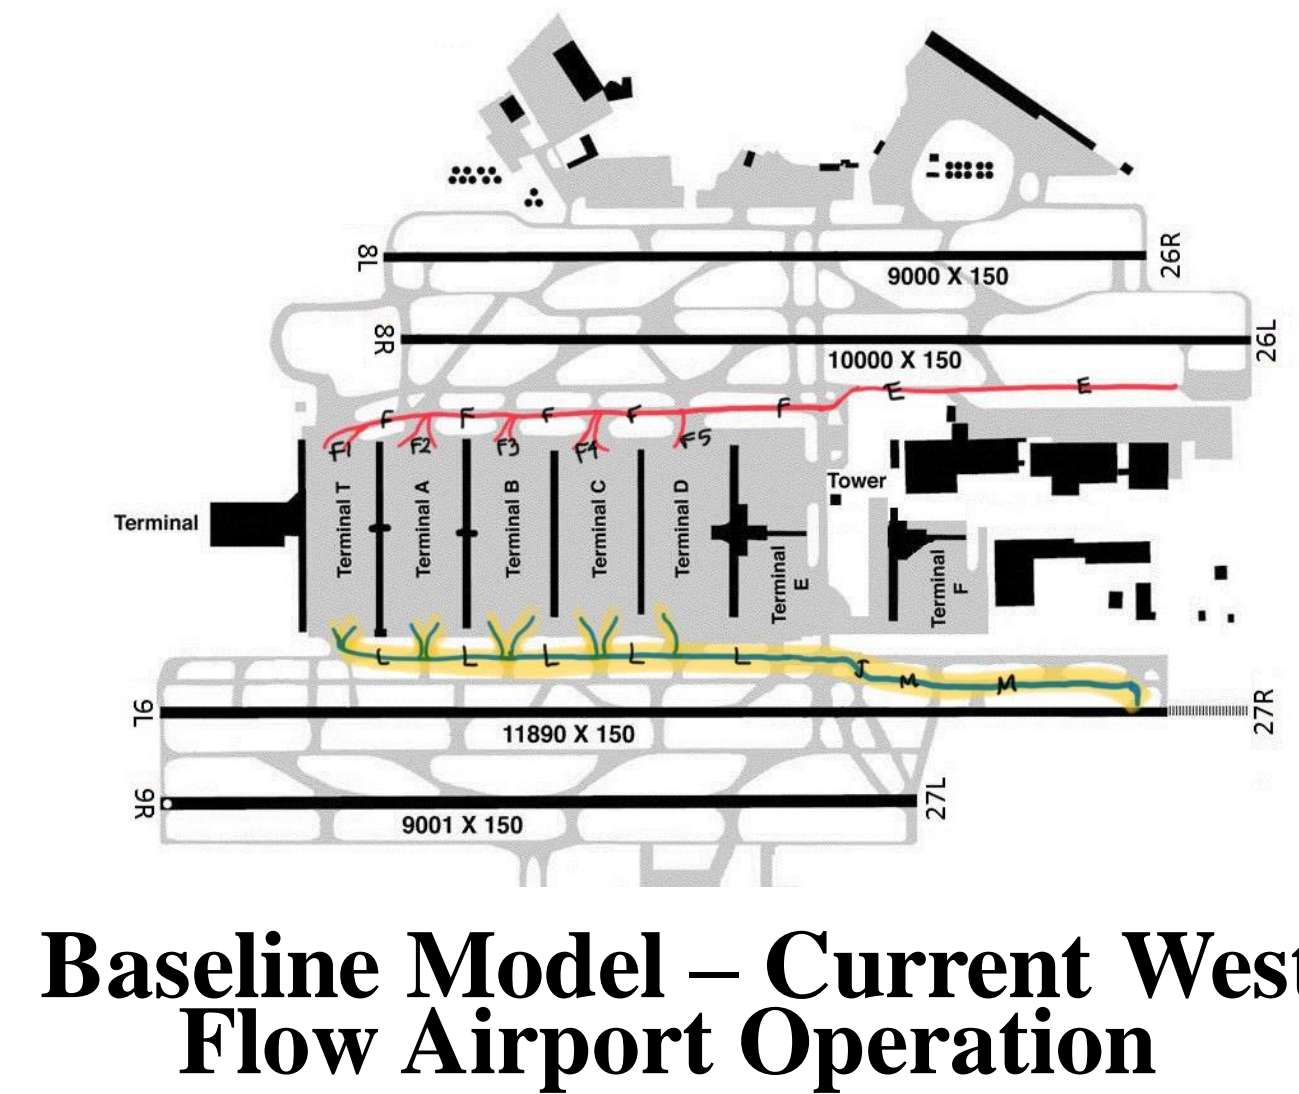 8L
26R
9000 X 150
8R
26L
10000 X 150
E
E
F
F
F
F
F
F
F1
F2
F3
F4
F5
Tower
Terminal
Terminal T
Terminal A
Terminal B
Terminal C
Terminal D
Terminal
E
Terminal
F
L
L
L
L
L
J
M
M
9L
27R
11890 X 150
9R
27L
9001 X 150
Baseline Model – Current West
Flow Airport Operation